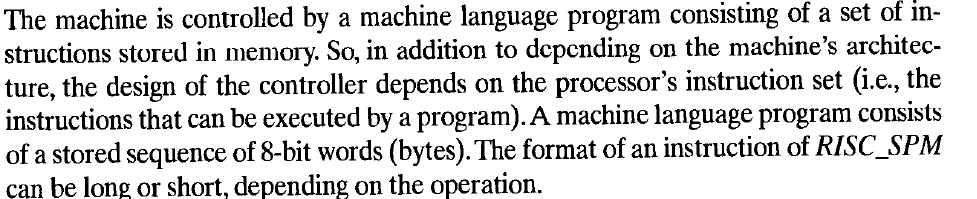 The machine is controlled by a machine language program consisting of a set of in-
structions stored in memory. So, in addition to depending on the machine's architec-
ture, the design of the controller depends on the processor's instruction set (i.e., the
instructions that can be executed by a program). A machine language program consists
of a stored sequence of 8-bit words (bytes). The format of an instruction of RISC_SPM
can be long or short, depending on the operation.